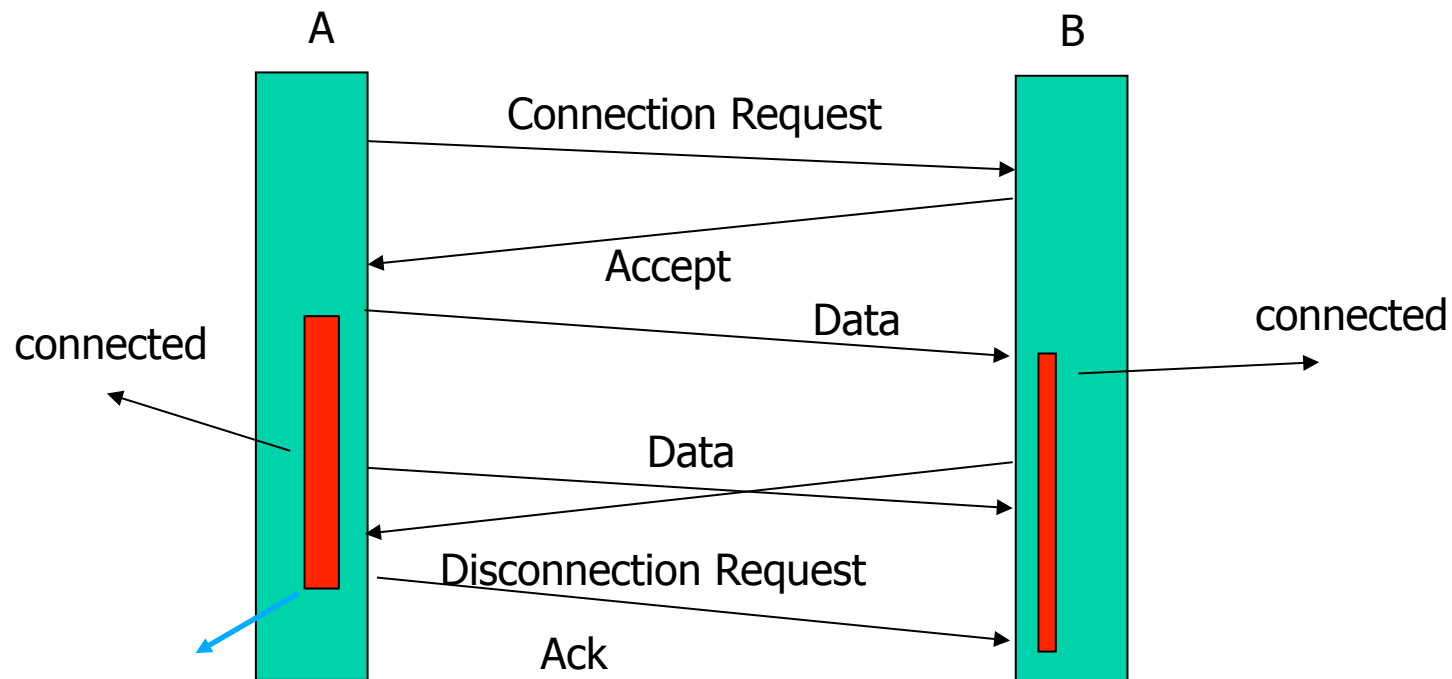 A
B
Connection Request
Accept
Data
connected
connected
Data
Disconnection Request
Ack